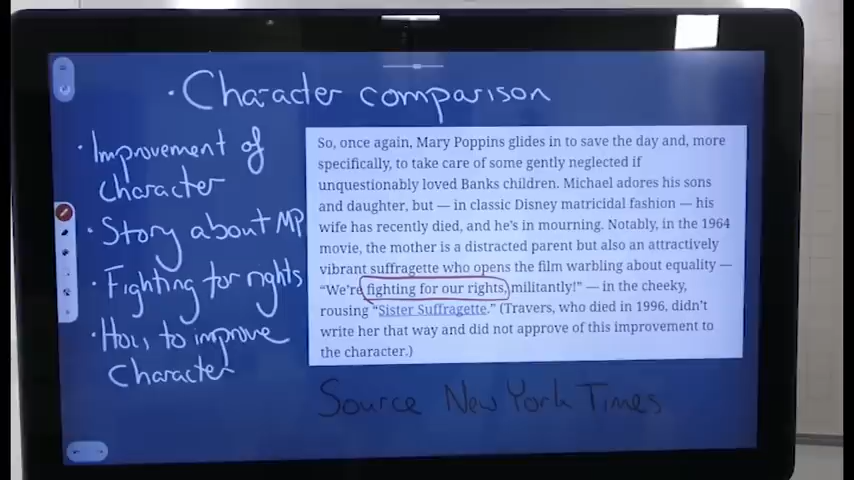 · Character comparison
· Improvement of
character
· Story about MP
· Fighting for rights
· How to improve
character
So, once again, Mary Poppins glides in to save the day and, more
specifically, to take care of some gently neglected if
unquestionably loved Banks children. Michael adores his sons
and daughter, but — in classic Disney matricidal fashion — his
wife has recently died, and he's in mourning. Notably, in the 1964
movie, the mother is a distracted parent but also an attractively
vibrant suffragette who opens the film warbling about equality —
“We're fighting for our rights, militantly!” — in the cheeky,
rousing “Sister Suffragette.” (Travers, who died in 1996, didn't
write her that way and did not approve of this improvement to
the character.)
Source New York Times